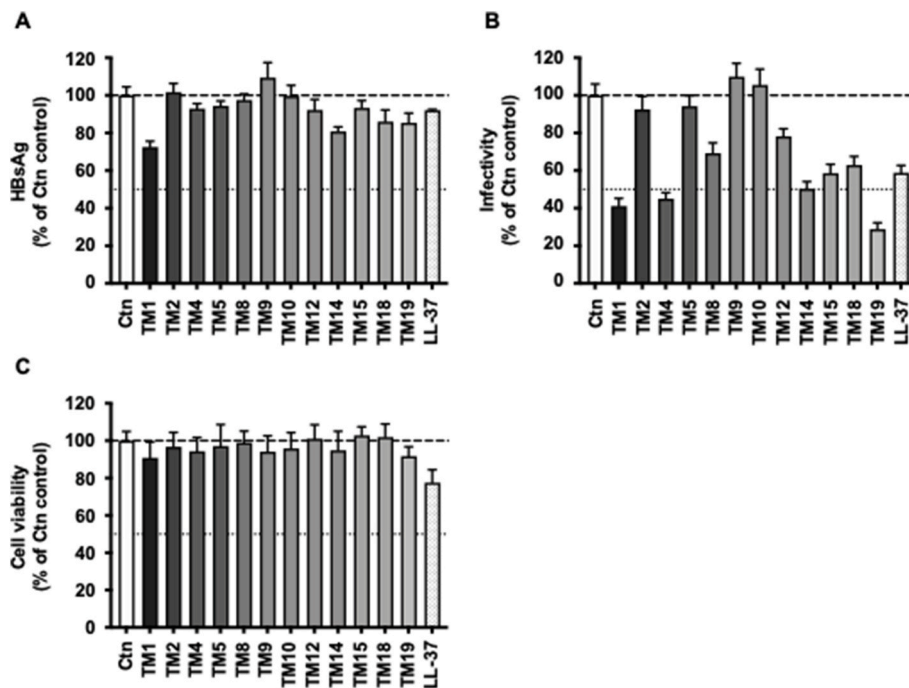 A
HBsAg
(% of Ctn control)
120
100
80
60
40
20
0
Ctn
TM1
TM2
TM4
TM5
TM8
TM9
TM10
TM12
TM14
TM15
TM18
TM19
LL-37
B
Infectivity
(% of Ctn control)
120
100
80
60
40
20
0
Ctn
TM1
TM2
TM4
TM5
TM8
TM9
TM10
TM12
TM14
TM15
TM18
TM19
LL-37
C
Cell viability
(% of Ctn control)
120
100
80
60
40
20
0
Ctn
TM1
TM2
TM4
TM5
TM8
TM9
TM10
TM12
TM14
TM15
TM18
TM19
LL-37